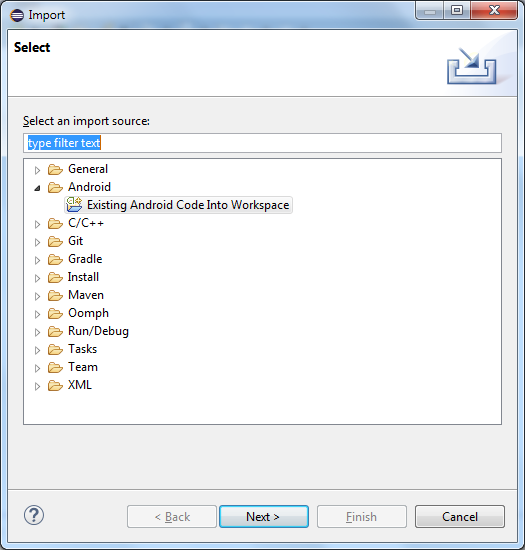 Import
Select
Select an import source:
type filter text
General
Android
Existing Android Code Into Workspace
C/C++
Git
Gradle
Install
Maven
Oomph
Run/Debug
Tasks
Team
XML
?
< Back Next > Finish Cancel